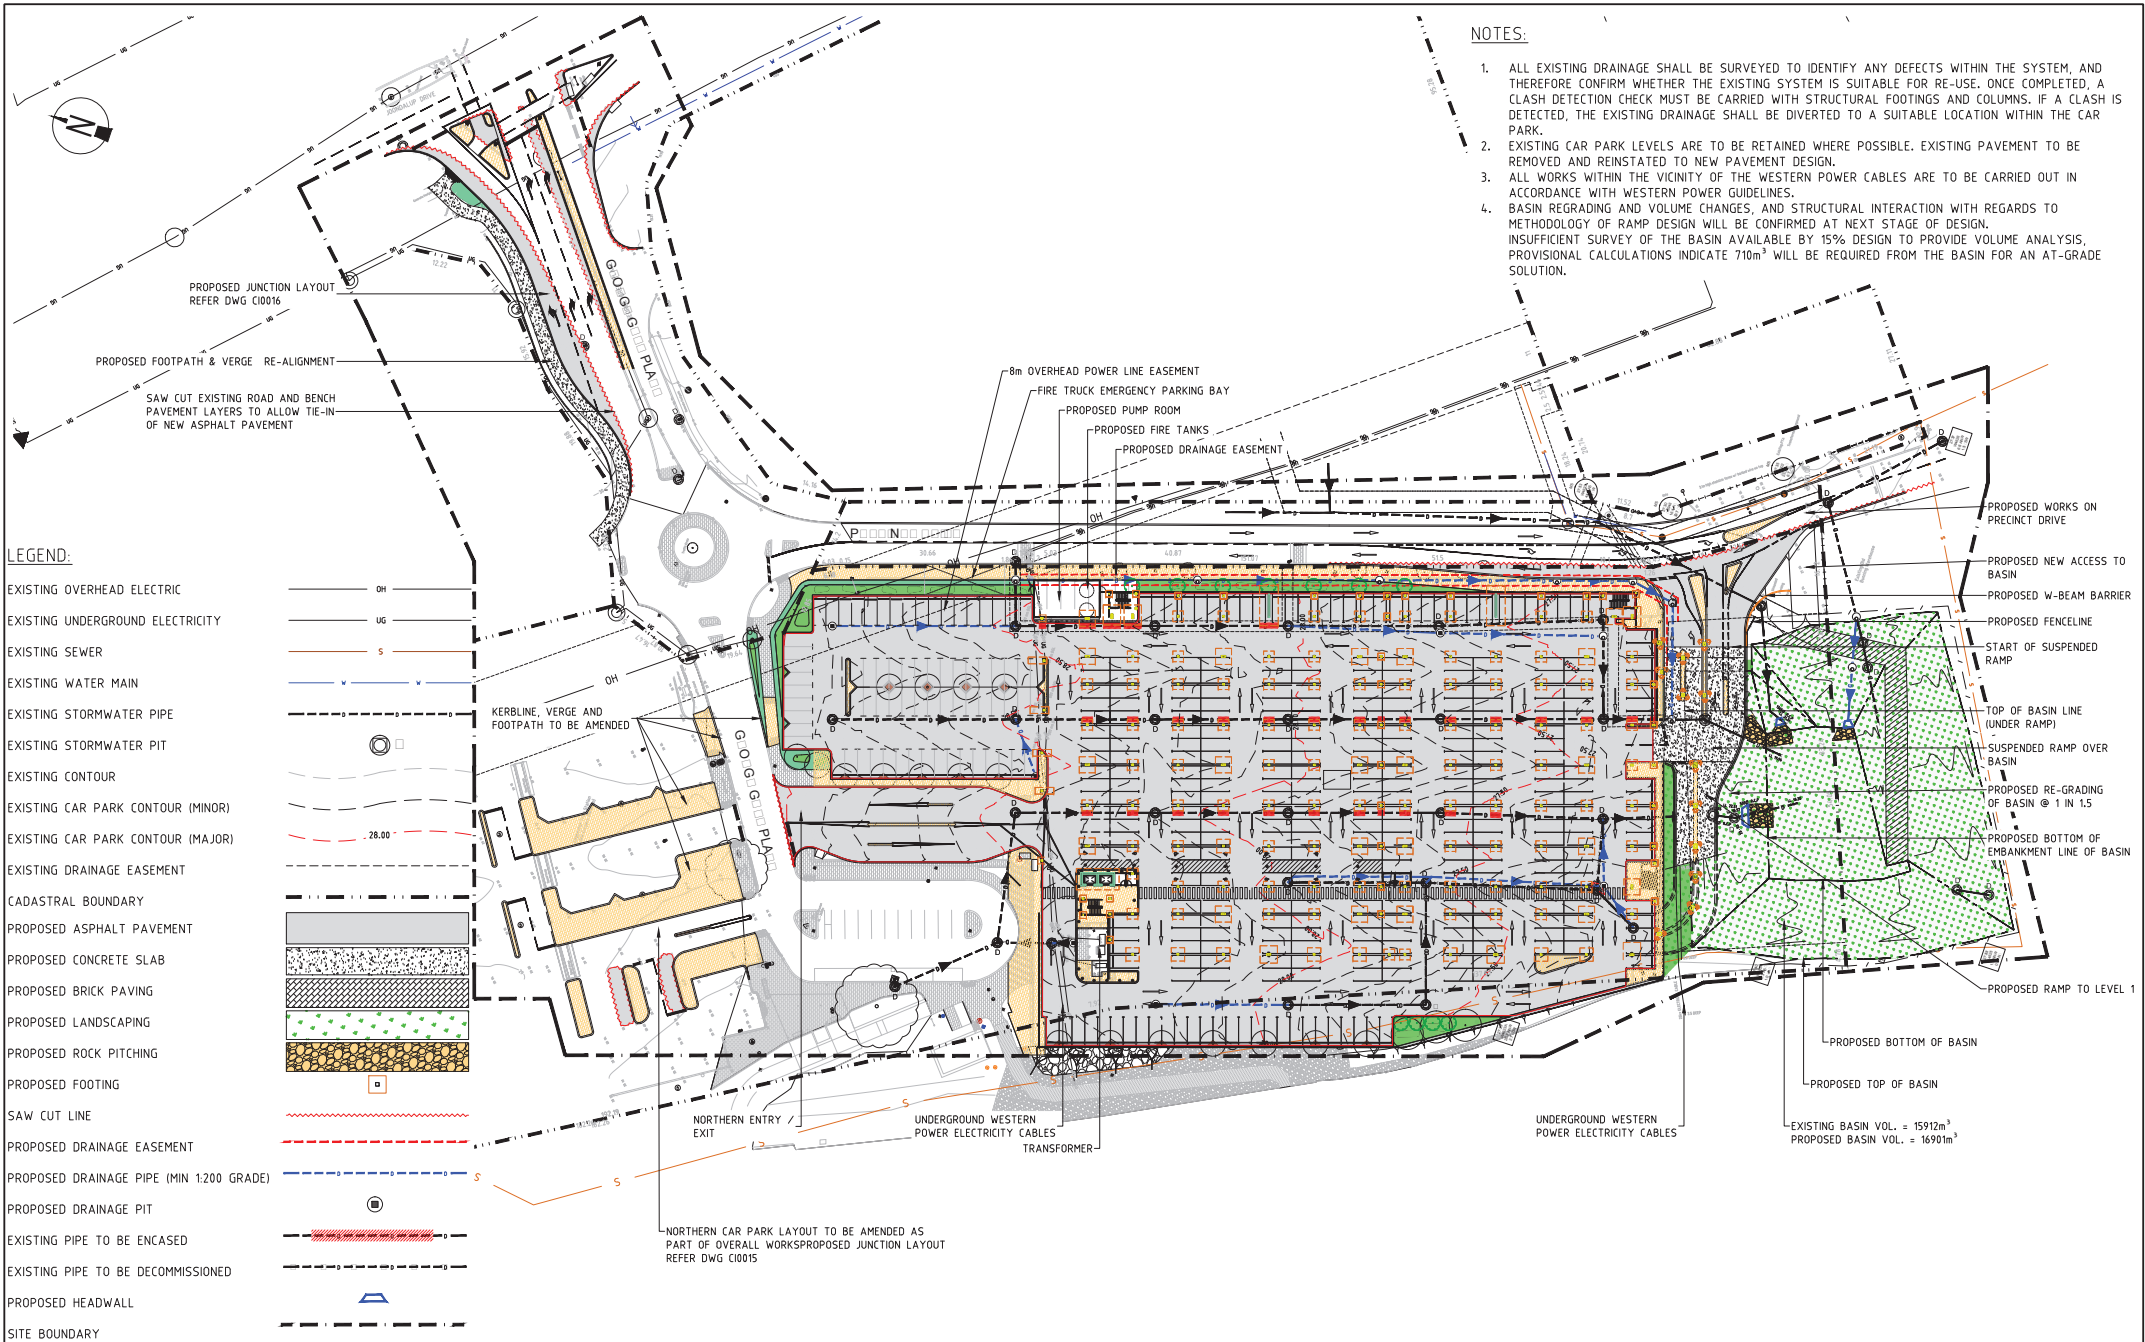 NOTES:
1. ALL EXISTING DRAINAGE SHALL BE SURVEYED TO IDENTIFY ANY DEFECTS WITHIN THE SYSTEM, AND
THEREFORE CONFIRM WHETHER THE EXISTING SYSTEM IS SUITABLE FOR RE-USE. ONCE COMPLETED, A
CLASH DETECTION CHECK MUST BE CARRIED WITH STRUCTURAL FOOTINGS AND COLUMNS. IF A CLASH IS
DETECTED, THE EXISTING DRAINAGE SHALL BE DIVERTED TO A SUITABLE LOCATION WITHIN THE CAR
PARK.
2. EXISTING CAR PARK LEVELS ARE TO BE RETAINED WHERE POSSIBLE. EXISTING PAVEMENT TO BE
REMOVED AND REINSTATED TO NEW PAVEMENT DESIGN.
3. ALL WORKS WITHIN THE VICINITY OF THE WESTERN POWER CABLES ARE TO BE CARRIED OUT IN
ACCORDANCE WITH WESTERN POWER GUIDELINES.
4. BASIN REGRADING AND VOLUME CHANGES, AND STRUCTURAL INTERACTION WITH REGARDS TO
METHODOLOGY OF RAMP DESIGN WILL BE CONFIRMED AT NEXT STAGE OF DESIGN.
INSUFFICIENT SURVEY OF THE BASIN AVAILABLE BY 15% DESIGN TO PROVIDE VOLUME ANALYSIS,
PROVISIONAL CALCULATIONS INDICATE 710m³ WILL BE REQUIRED FROM THE BASIN FOR AN AT-GRADE
SOLUTION.
N
JOONDALUP DRIVE
PROPOSED JUNCTION LAYOUT
REFER DWG CI0016
PROPOSED FOOTPATH & VERGE RE-ALIGNMENT
SAW CUT EXISTING ROAD AND BENCH
PAVEMENT LAYERS TO ALLOW TIE-IN
OF NEW ASPHALT PAVEMENT
8m OVERHEAD POWER LINE EASEMENT
FIRE TRUCK EMERGENCY PARKING BAY
PROPOSED PUMP ROOM
PROPOSED FIRE TANKS
PROPOSED DRAINAGE EASEMENT
PROPOSED WORKS ON
PRECINCT DRIVE
PROPOSED NEW ACCESS TO
BASIN
PROPOSED W-BEAM BARRIER
PROPOSED FENCELINE
START OF SUSPENDED
RAMP
TOP OF BASIN LINE
(UNDER RAMP)
SUSPENDED RAMP OVER
BASIN
PROPOSED RE-GRADING
OF BASIN @ 1 IN 1.5
PROPOSED BOTTOM OF
EMBANKMENT LINE OF BASIN
PROPOSED RAMP TO LEVEL 1
PROPOSED BOTTOM OF BASIN
PROPOSED TOP OF BASIN
EXISTING BASIN VOL. = 15912m³
PROPOSED BASIN VOL. = 16901m³
KERBLINE, VERGE AND
FOOTPATH TO BE AMENDED
NORTHERN ENTRY /
EXIT
UNDERGROUND WESTERN
POWER ELECTRICITY CABLES
TRANSFORMER
UNDERGROUND WESTERN
POWER ELECTRICITY CABLES
NORTHERN CAR PARK LAYOUT TO BE AMENDED AS
PART OF OVERALL WORKSPROPOSED JUNCTION LAYOUT
REFER DWG CI0015
LEGEND:
EXISTING OVERHEAD ELECTRIC OH
EXISTING UNDERGROUND ELECTRICITY UG
EXISTING SEWER S
EXISTING WATER MAIN W W
EXISTING STORMWATER PIPE D D D
EXISTING STORMWATER PIT
EXISTING CONTOUR
EXISTING CAR PARK CONTOUR (MINOR)
EXISTING CAR PARK CONTOUR (MAJOR) 28.00
EXISTING DRAINAGE EASEMENT
CADASTRAL BOUNDARY
PROPOSED ASPHALT PAVEMENT
PROPOSED CONCRETE SLAB
PROPOSED BRICK PAVING
PROPOSED LANDSCAPING
PROPOSED ROCK PITCHING
PROPOSED FOOTING
SAW CUT LINE
PROPOSED DRAINAGE EASEMENT
PROPOSED DRAINAGE PIPE (MIN 1:200 GRADE) D D D
PROPOSED DRAINAGE PIT
EXISTING PIPE TO BE ENCASED
EXISTING PIPE TO BE DECOMMISSIONED
PROPOSED HEADWALL
SITE BOUNDARY